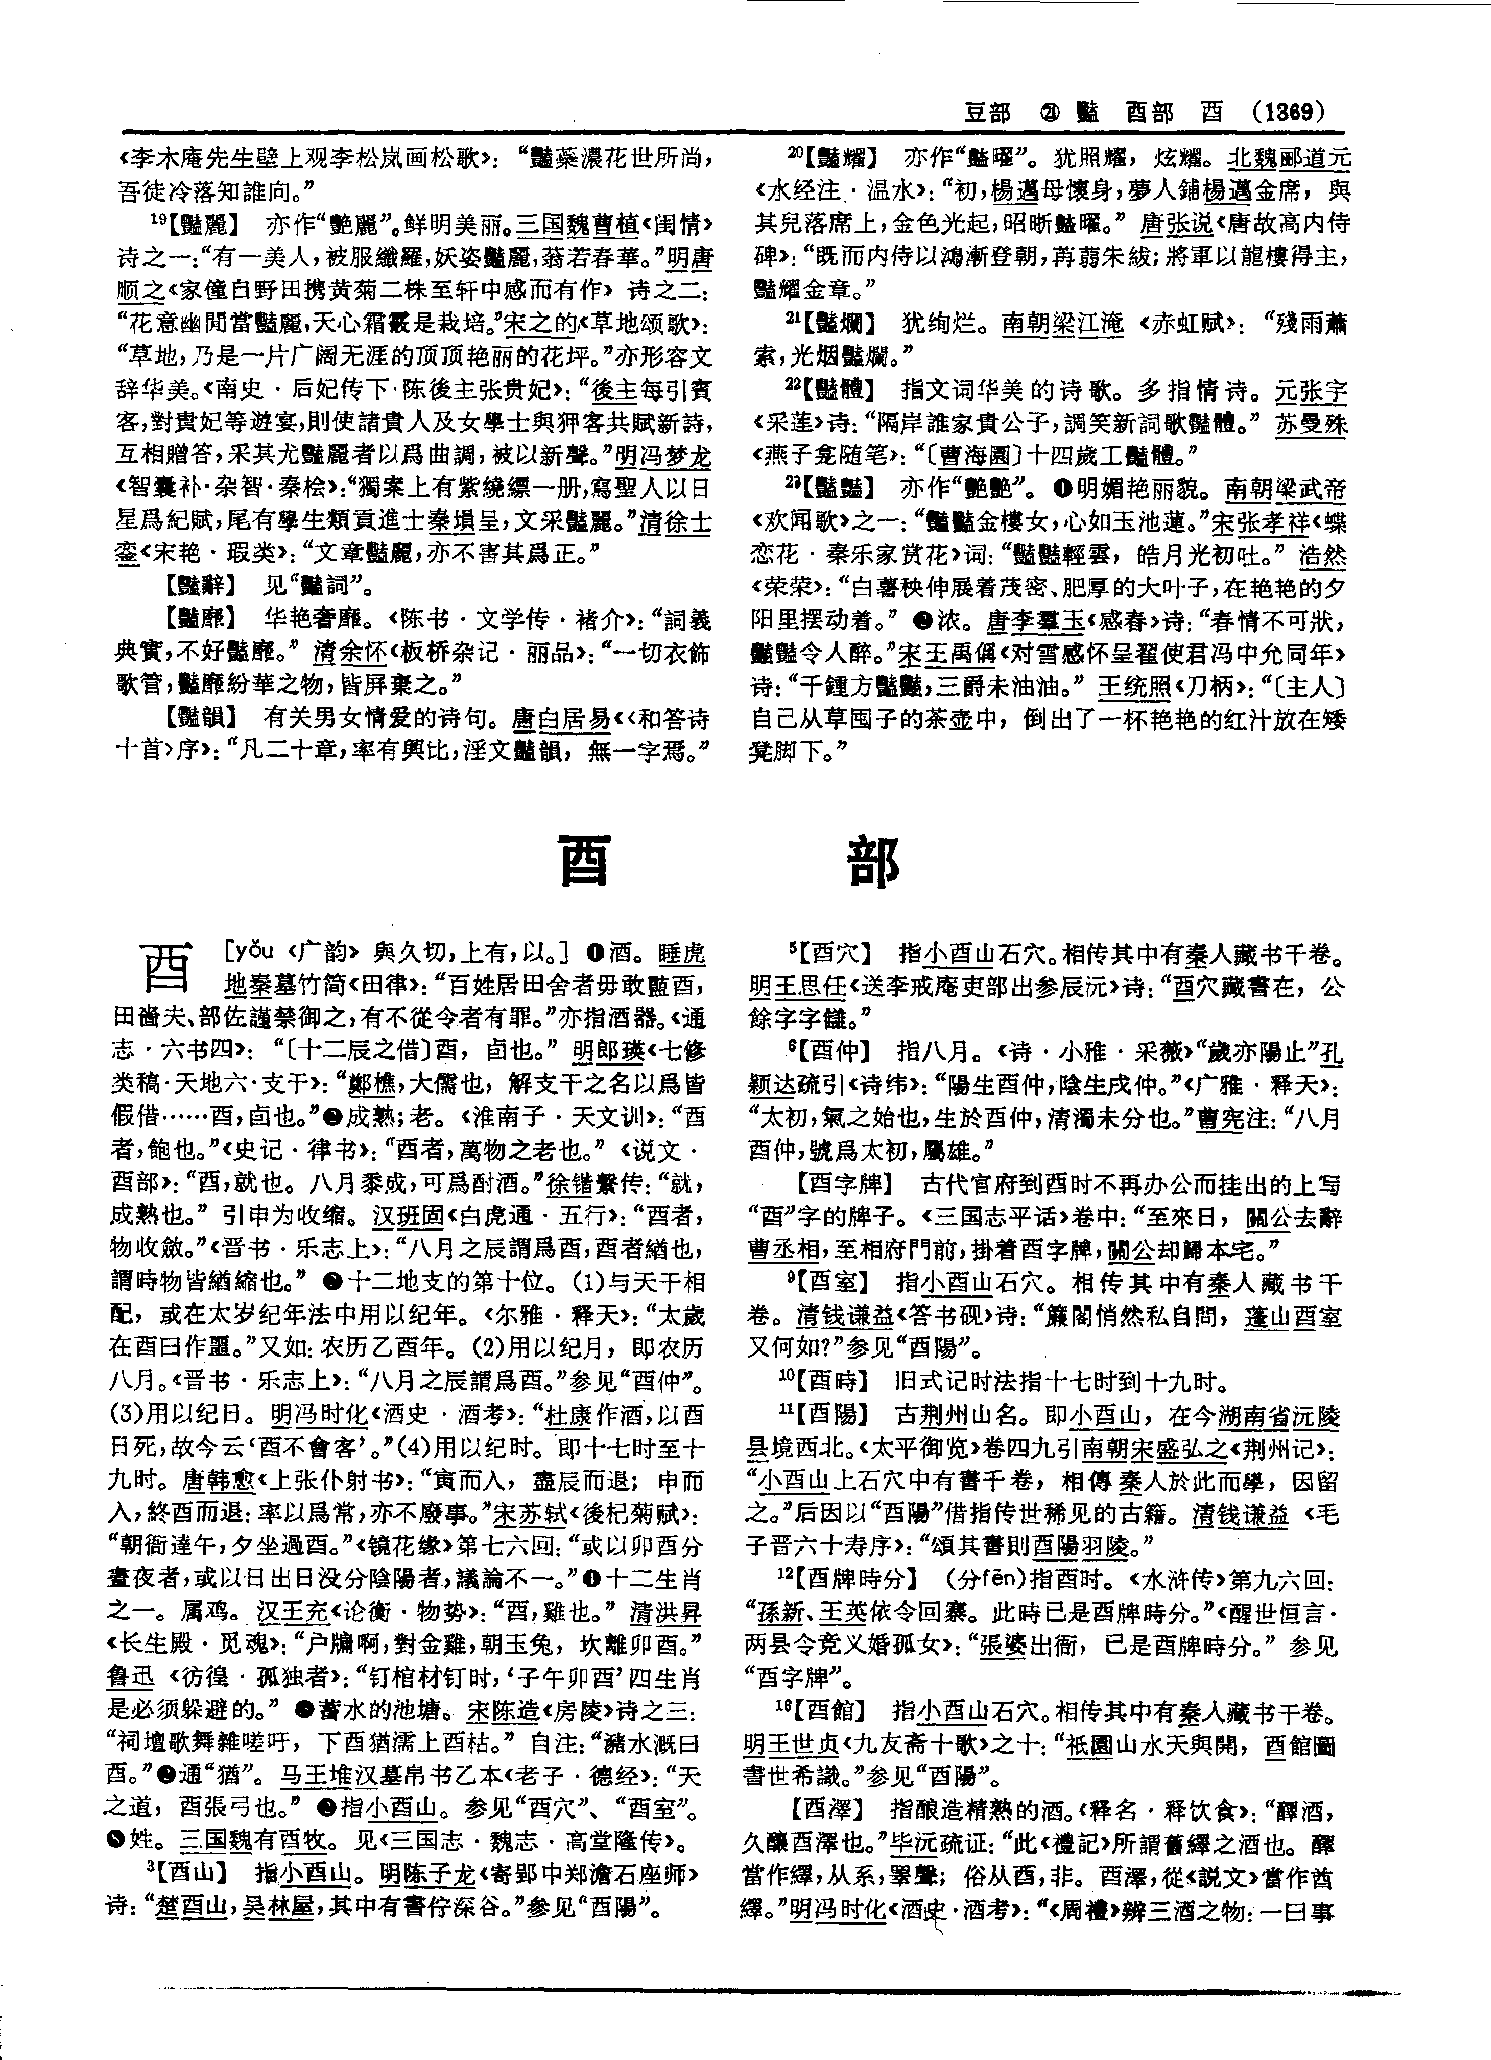 豆部 ㉑ 豔 酉部 酉 (1369)
《李木庵先生壁上观李松岚画松歌》：“豔蘂濃花世所尚，
吾徒冷落知誰向。”
19【豔麗】 亦作“艷麗”。鲜明美丽。三国魏曹植《闺情》
诗之一：“有一美人，被服纖羅，妖姿豔麗，蓊若春華。”明唐
顺之《家僮自野田携黄菊二株至轩中感而有作》诗之二：
“花意幽閒當豔麗，天心霜霰是栽培。”宋之的《草地颂歌》：
“草地，乃是一片广阔无涯的顶顶艳丽的花坪。”亦形容文
辞华美。《南史·后妃传下·陈後主张贵妃》：“後主每引賓
客，對貴妃等遊宴，則使諸貴人及女學士與狎客共賦新詩，
互相贈答，采其尤豔麗者以爲曲調，被以新聲。”明冯梦龙
《智囊补·杂智·秦桧》：“獨案上有紫繞縹一册，寫聖人以日
星爲紀賦，尾有學生類貢進士秦塤呈，文采豔麗。”清徐士
銮《宋艳·瑕类》：“文章豔麗，亦不害其爲正。”
【豔辭】 见“豔詞”。
【豔靡】 华艳奢靡。《陈书·文学传·褚介》：“詞義
典實，不好豔靡。”清余怀《板桥杂记·丽品》：“一切衣飾
歌管，豔靡紛華之物，皆屏棄之。”
【豔韻】 有关男女情爱的诗句。唐白居易《〈和答诗
十首〉序》：“凡二十章，率有興比，淫文豔韻，無一字焉。”
20【豔耀】 亦作“豔曜”。犹照耀，炫耀。北魏郦道元
《水经注·温水》：“初，楊邁母懷身，夢人鋪楊邁金席，與
其兒落席上，金色光起，昭晣豔曜。”唐张说《唐故高内侍
碑》：“既而内侍以鴻漸登朝，再蒻朱紱；將軍以龍樓得主，
豔耀金章。”
21【豔爛】 犹绚烂。南朝梁江淹《赤虹赋》：“殘雨蕭
索，光烟豔爛。”
22【豔體】 指文词华美的诗歌。多指情诗。元张字
《采莲》诗：“隔岸誰家貴公子，調笑新詞歌豔體。”苏曼殊
《燕子龛随笔》：“〔曹海圆〕十四歲工豔體。”
23【豔豔】 亦作“艷艷”。❶明媚艳丽貌。南朝梁武帝
《欢闻歌》之一：“豔豔金樓女，心如玉池蓮。”宋张孝祥《蝶
恋花·秦乐家赏花》词：“豔豔輕雲，皓月光初吐。”浩然
《荣荣》：“白薯秧伸展着茂密、肥厚的大叶子，在艳艳的夕
阳里摆动着。”❷浓。唐李羣玉《感春》诗：“春情不可狀，
豔豔令人醉。”宋王禹偁《对雪感怀呈翟使君冯中允同年》
诗：“千鍾方豔豔，三爵未油油。”王统照《刀柄》：“〔主人〕
自己从草囤子的茶壶中，倒出了一杯艳艳的红汁放在矮
凳脚下。”
酉部
酉 [yǒu 《广韵》與久切，上有，以。] ❶酒。睡虎
地秦墓竹简《田律》：“百姓居田舍者毋敢䀄酉，
田嗇夫、部佐謹禁御之，有不從令者有罪。”亦指酒器。《通
志·六书四》：“〔十二辰之借〕酉，卣也。”明郎瑛《七修
类稿·天地六·支干》：“鄭樵，大儒也，解支干之名以爲皆
假借……酉，卣也。”❷成熟；老。《淮南子·天文训》：“酉
者，飽也。”《史记·律书》：“酉者，萬物之老也。”《说文·
酉部》：“酉，就也。八月黍成，可爲酎酒。”徐锴繫传：“就，
成熟也。”引申为收缩。汉班固《白虎通·五行》：“酉者，
物收斂。”《晋书·乐志上》：“八月之辰謂爲酉，酉者緧也，
謂時物皆緧縮也。”❸十二地支的第十位。(1)与天干相
配，或在太岁纪年法中用以纪年。《尔雅·释天》：“太歲
在酉曰作噩。”又如：农历乙酉年。(2)用以纪月，即农历
八月。《晋书·乐志上》：“八月之辰謂爲酉。”参见“酉仲”。
(3)用以纪日。明冯时化《酒史·酒考》：“杜康作酒，以酉
日死，故今云‘酉不會客’。”(4)用以纪时。即十七时至十
九时。唐韩愈《上张仆射书》：“寅而入，盡辰而退；申而
入，終酉而退：率以爲常，亦不廢事。”宋苏轼《後杞菊赋》：
“朝衙達午，夕坐過酉。”《镜花缘》第七六回：“或以卯酉分
晝夜者，或以日出日没分陰陽者，議論不一。”❹十二生肖
之一。属鸡。汉王充《论衡·物势》：“酉，雞也。”清洪昇
《长生殿·觅魂》：“户牖啊，對金雞，朝玉兔，坎離卯酉。”
鲁迅《彷徨·孤独者》：“钉棺材钉时，‘子午卯酉’四生肖
是必须躲避的。”❺蓄水的池塘。宋陈造《房陵》诗之三：
“祠壇歌舞雜嗟吁，下酉猶濡上酉枯。”自注：“瀦水溉曰
酉。”❻通“猶”。马王堆汉墓帛书乙本《老子·德经》：“天
之道，酉張弓也。”❼指小酉山。参见“酉穴”、“酉室”。
❽姓。三国魏有酉牧。见《三国志·魏志·高堂隆传》。
3【酉山】 指小酉山。明陈子龙《寄郢中郑澹石座师》
诗：“楚酉山，吴林屋，其中有書佇深谷。”参见“酉陽”。
5【酉穴】 指小酉山石穴。相传其中有秦人藏书千卷。
明王思任《送李戒庵吏部出参辰沅》诗：“酉穴藏書在，公
餘字字讎。”
6【酉仲】 指八月。《诗·小雅·采薇》“歲亦陽止”孔
颖达疏引《诗纬》：“陽生酉仲，陰生戌仲。”《广雅·释天》：
“太初，氣之始也，生於酉仲，清濁未分也。”曹宪注：“八月
酉仲，號爲太初，屬雄。”
【酉字牌】 古代官府到酉时不再办公而挂出的上写
“酉”字的牌子。《三国志平话》卷中：“至來日，關公去辭
曹丞相，至相府門前，掛着酉字牌，關公却歸本宅。”
9【酉室】 指小酉山石穴。相传其中有秦人藏书千
卷。清钱谦益《答书砚》诗：“簾閣悄然私自問，蓬山酉室
又何如？”参见“酉陽”。
10【酉時】 旧式记时法指十七时到十九时。
11【酉陽】 古荆州山名。即小酉山，在今湖南省沅陵
县境西北。《太平御览》卷四九引南朝宋盛弘之《荆州记》：
“小酉山上石穴中有書千卷，相傳秦人於此而學，因留
之。”后因以“酉陽”借指传世稀见的古籍。清钱谦益《毛
子晋六十寿序》：“頌其書則酉陽羽陵。”
12【酉牌時分】 (分fēn)指酉时。《水浒传》第九六回：
“孫新、王英依令回寨。此時已是酉牌時分。”《醒世恒言·
两县令竞义婚孤女》：“張婆出衙，已是酉牌時分。”参见
“酉字牌”。
16【酉館】 指小酉山石穴。相传其中有秦人藏书千卷。
明王世贞《九友斋十歌》之十：“祇園山水天與開，酉館圖
書世希識。”参见“酉陽”。
【酉澤】 指酿造精熟的酒。《释名·释饮食》：“醳酒，
久釀酉澤也。”毕沅疏证：“此《禮記》所謂舊繹之酒也。醳
當作繹，从系，睪聲；俗从酉，非。酉澤，從《説文》當作酋
繹。”明冯时化《酒史·酒考》：“《周禮》辨三酒之物：一曰事